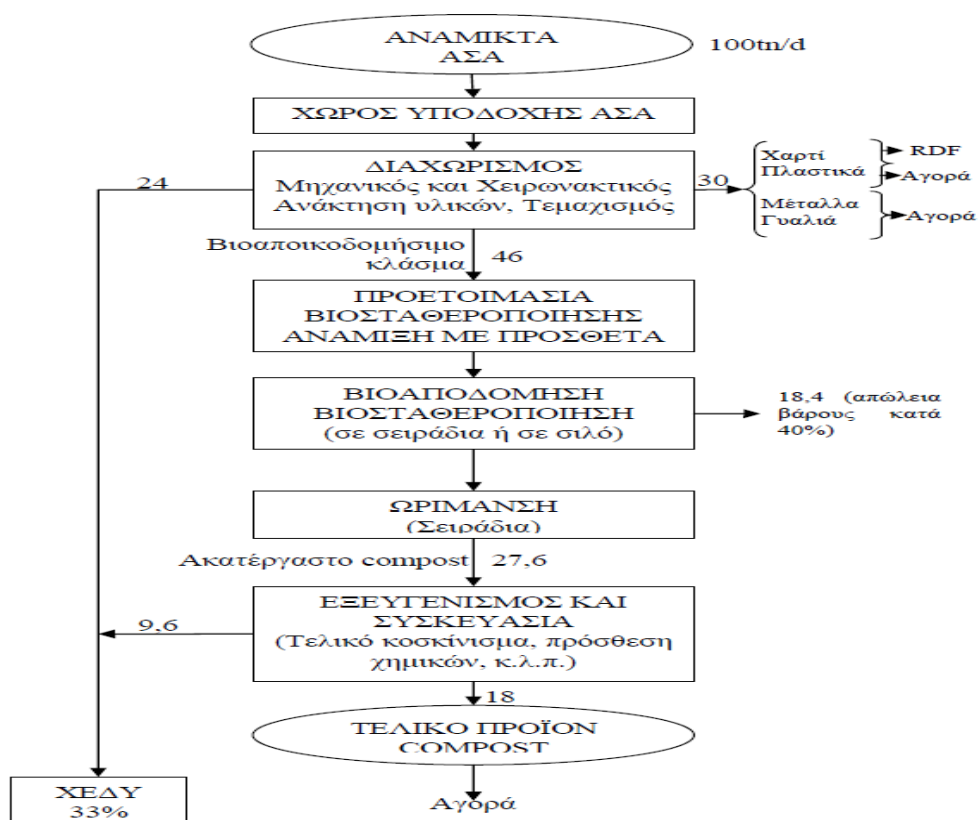 ΑΝΑΜΙΚΤΑ
ΑΣΑ
100tn/d
ΧΩΡΟΣ ΥΠΟΔΟΧΗΣ ΑΣΑ
ΔΙΑΧΩΡΙΣΜΟΣ
Μηχανικός και Χειρωνακτικός
Ανάκτηση υλικών, Τεμαχισμός
24
30
Χαρτί
Πλαστικά
Μέταλλα
Γυαλιά
RDF
Αγορά
Αγορά
Βιοαποικοδομήσιμο
κλάσμα
46
ΠΡΟΕΤΟΙΜΑΣΙΑ
ΒΙΟΣΤΑΘΕΡΟΠΟΙΗΣΗΣ
ΑΝΑΜΙΞΗ ΜΕ ΠΡΟΣΘΕΤΑ
ΒΙΟΑΠΟΔΟΜΗΣΗ
ΒΙΟΣΤΑΘΕΡΟΠΟΙΗΣΗ
(σε σειράδια ή σε σιλό)
18,4 (απώλεια
βάρους κατά
40%)
ΩΡΙΜΑΝΣΗ
(Σειράδια)
Ακατέργαστο compost
27,6
ΕΞΕΥΓΕΝΙΣΜΟΣ ΚΑΙ
ΣΥΣΚΕΥΑΣΙΑ
(Τελικό κοσκίνισμα, πρόσθεση
χημικών, κ.λ.π.)
9,6
18
ΤΕΛΙΚΟ ΠΡΟΪΟΝ
COMPOST
Αγορά
ΧΕΔΥ
33%